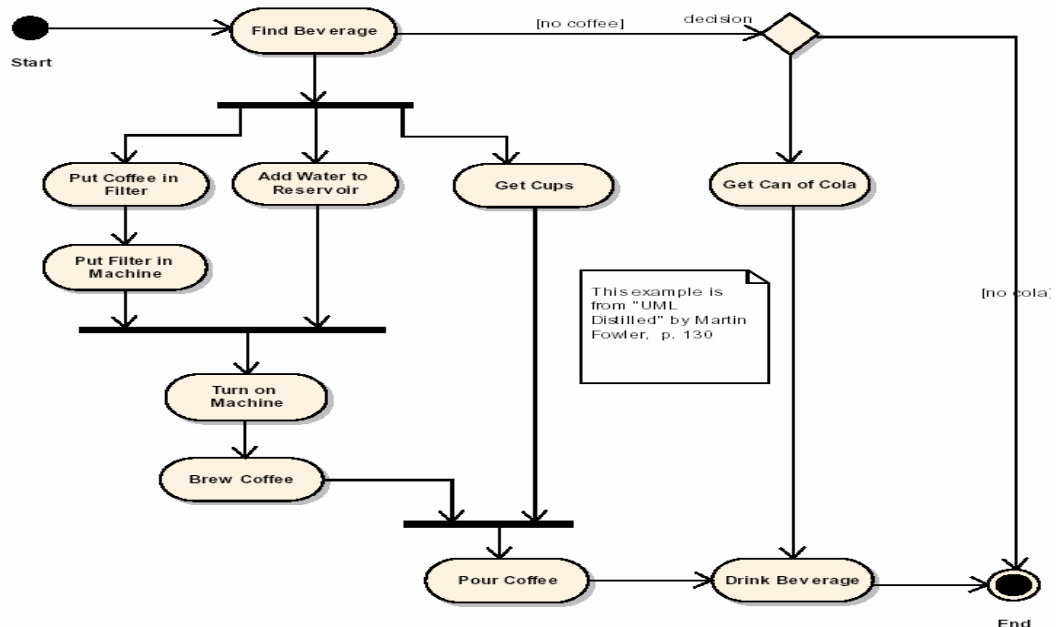 Start
Find Beverage
[no coffee]
decision
Put Coffee in
Filter
Add Water to
Reservoir
Get Cups
Get Can of Cola
Put Filter in
Machine
This example is
from "UML
Distilled" by Martin
Fowler, p. 130
[no cola]
Turn on
Machine
Brew Coffee
Pour Coffee
Drink Beverage
End